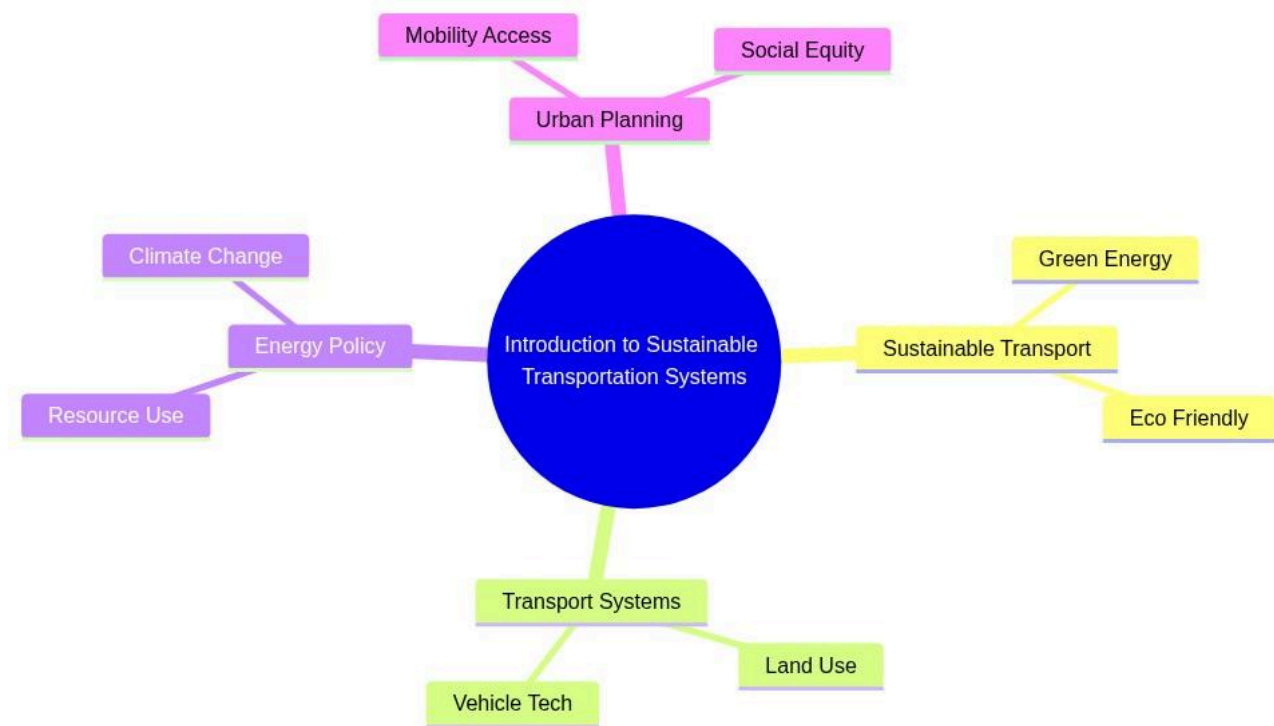 Mobility Access
Social Equity
Urban Planning
Climate Change
Green Energy
Energy Policy
Introduction to Sustainable
Transportation Systems
Sustainable Transport
Resource Use
Eco Friendly
Transport Systems
Land Use
Vehicle Tech